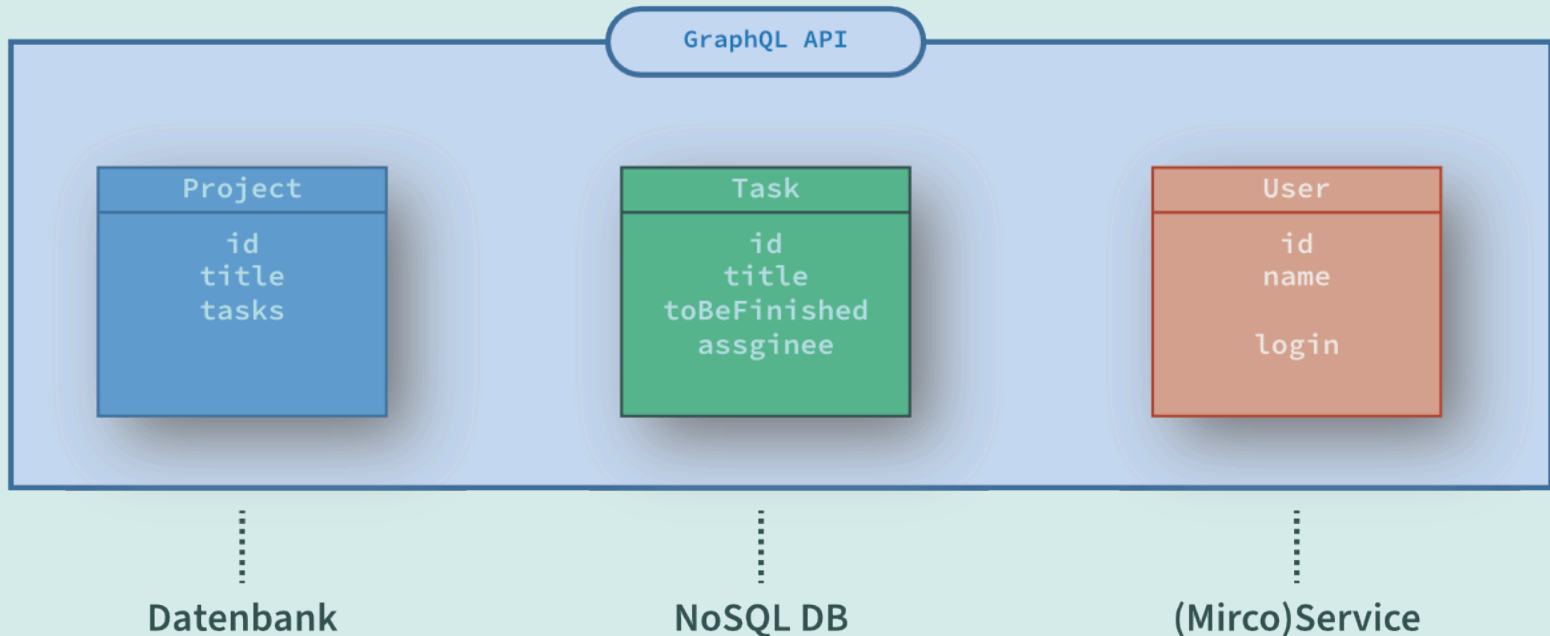 GraphQL API
Project
id
title
tasks
Task
id
title
toBeFinished
assginee
User
id
name
login
Datenbank
NoSQL DB
(Mirco)Service